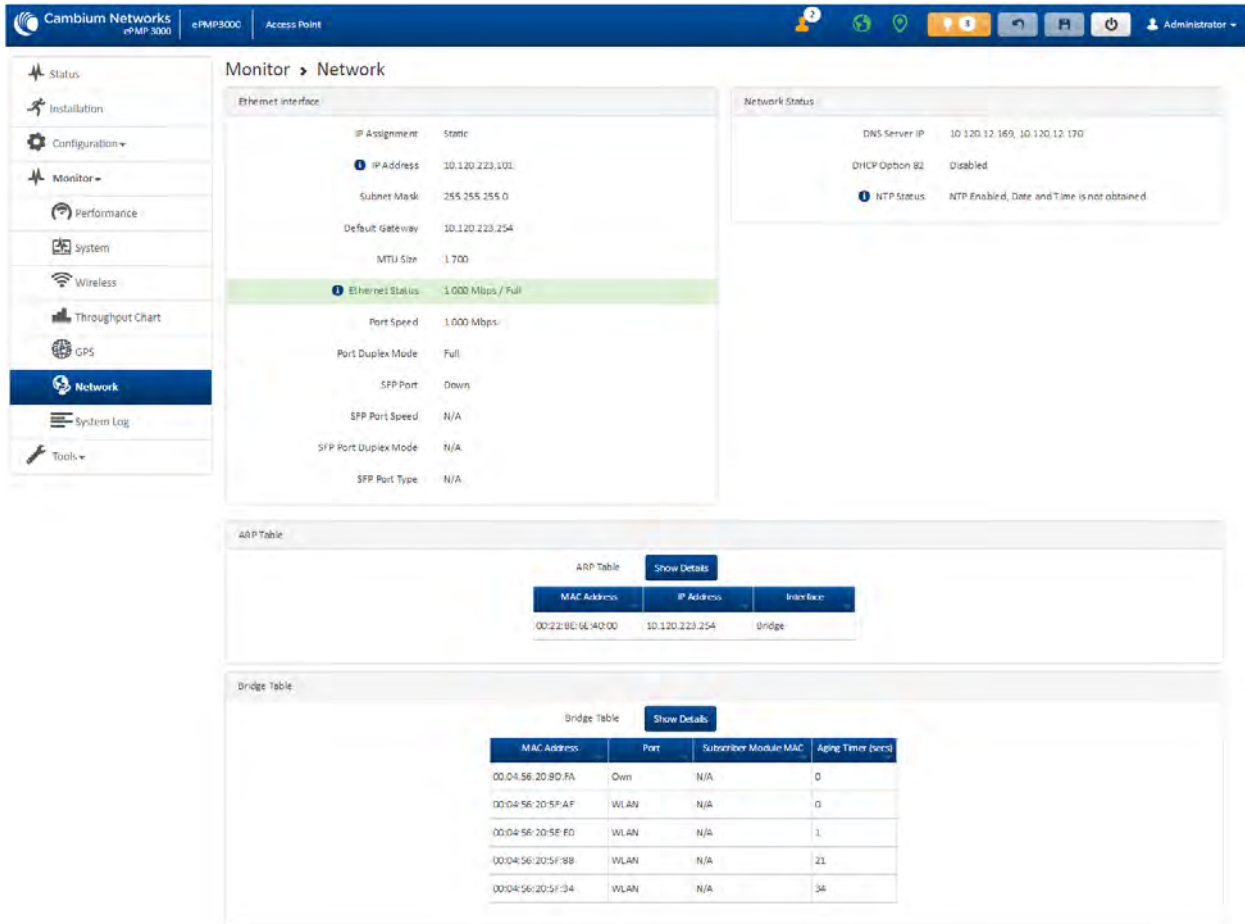 Cambium Networks
ePMP 3000
ePMP3000
Access Point
2
3
Administrator
Status
Installation
Configuration
Monitor
Performance
System
Wireless
Throughput Chart
GPS
Network
System Log
Tools
Monitor > Network
Ethernet Interface
IP Assignment Static
IP Address 10.120.223.101
Subnet Mask 255.255.255.0
Default Gateway 10.120.223.254
MTU Size 1700
Ethernet Status 1000 Mbps / Full
Port Speed 1000 Mbps
Port Duplex Mode Full
SFP Port Down
SFP Port Speed N/A
SFP Port Duplex Mode N/A
SFP Port Type N/A
Network Status
DNS Server IP 10.120.12.169, 10.120.12.170
DHCP Option 82 Disabled
NTP Status NTP Enabled, Date and Time is not obtained
ARP Table
ARP Table Show Details
MAC Address IP Address Interface
00:22:BE:6E:40:00 10.120.223.254 Bridge
Bridge Table
Bridge Table Show Details
MAC Address Port Subscriber Module MAC Aging Timer (secs)
00:04:56:20:9D:FA Own N/A 0
00:04:56:20:5F:AF WLAN N/A 0
00:04:56:20:5E:E0 WLAN N/A 1
00:04:56:20:5F:88 WLAN N/A 21
00:04:56:20:5F:34 WLAN N/A 34